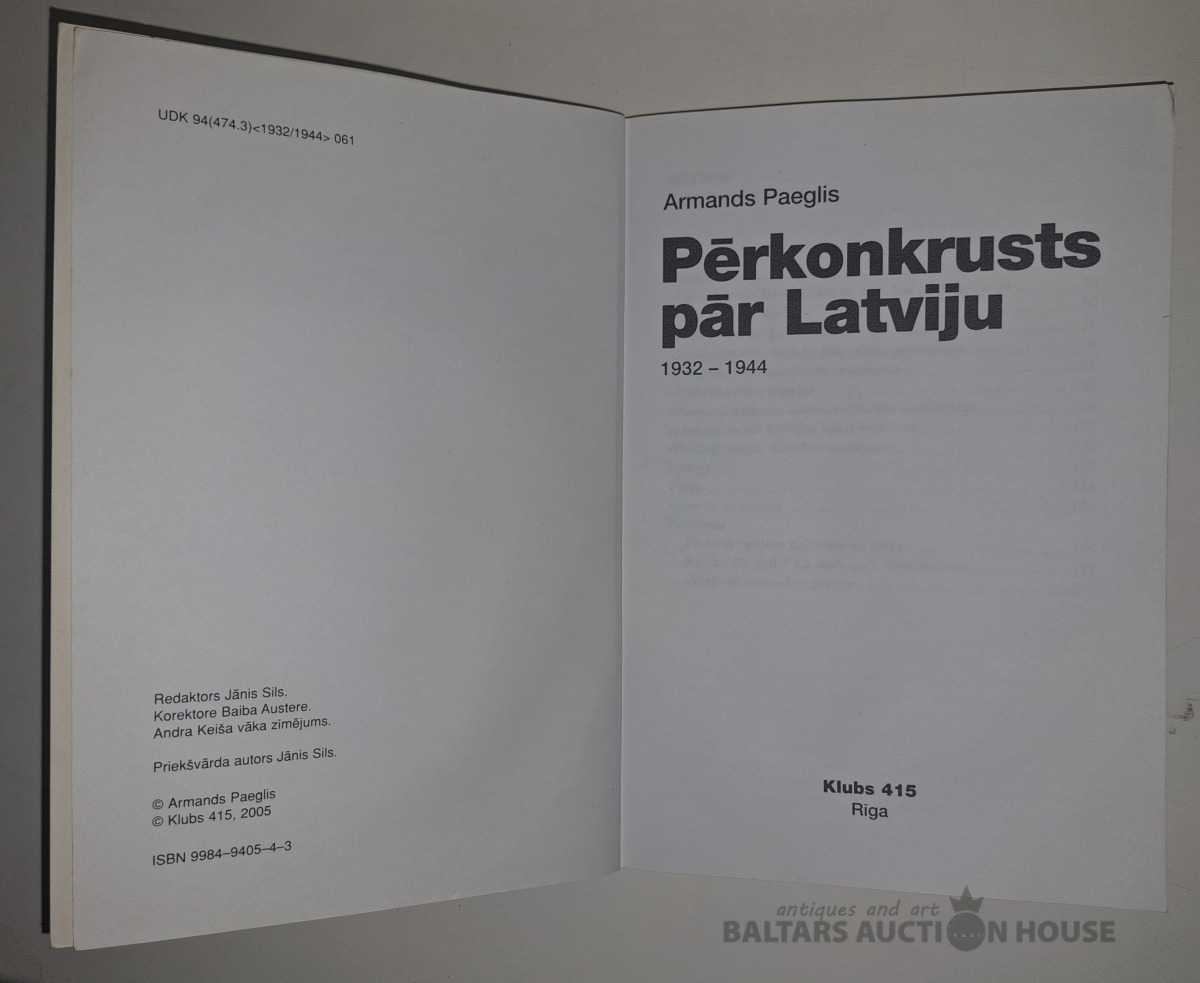 UDK 94(474.3)<1932/1944> 061
Redaktors Jānis Sils.
Korektore Baiba Austere.
Andra Keiša vāka zīmējums.
Priekšvārda autors Jānis Sils.
© Armands Paeglis
© Klubs 415, 2005
ISBN 9984–9405–4–3
Armands Paeglis
Pērkonkrusts
pār Latviju
1932 – 1944
Klubs 415
Rīga
antiques and art
BALTARS AUCTION HOUSE